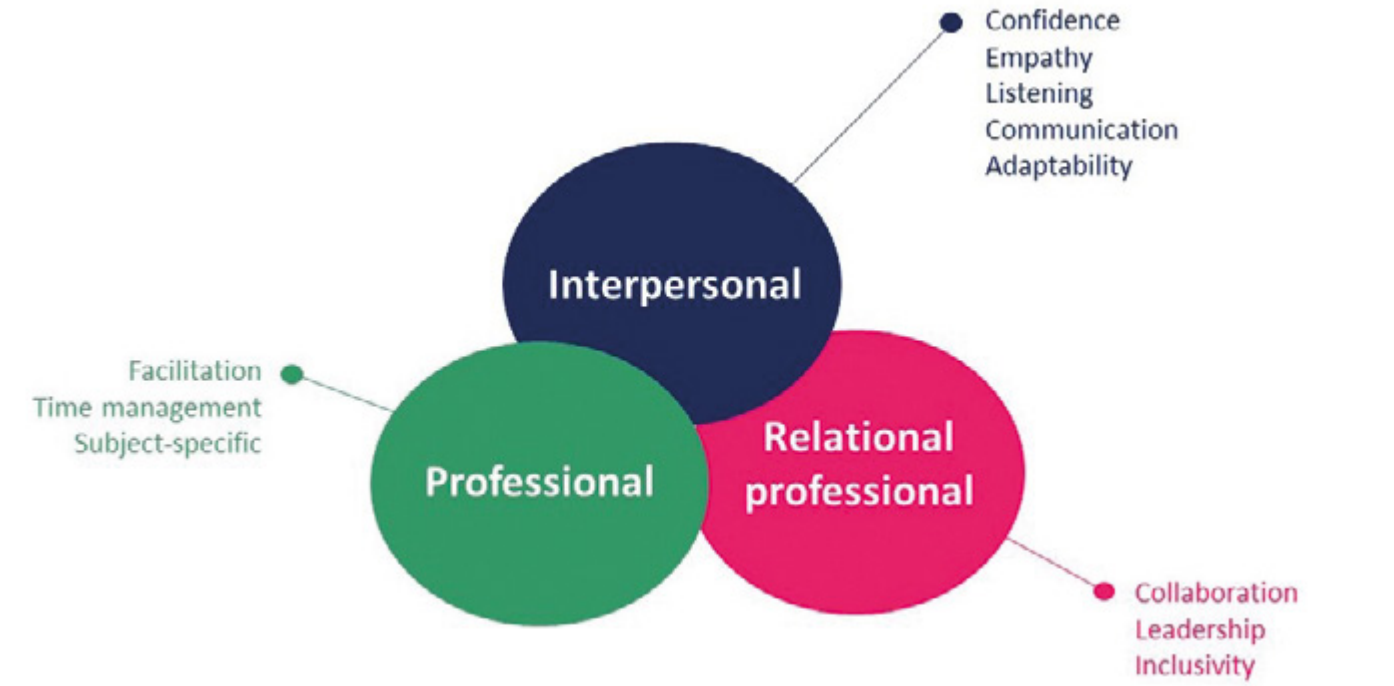 Confidence
Empathy
Listening
Communication
Adaptability
Interpersonal
Facilitation
Time management
Subject-specific
Professional
Relational
professional
Collaboration
Leadership
Inclusivity